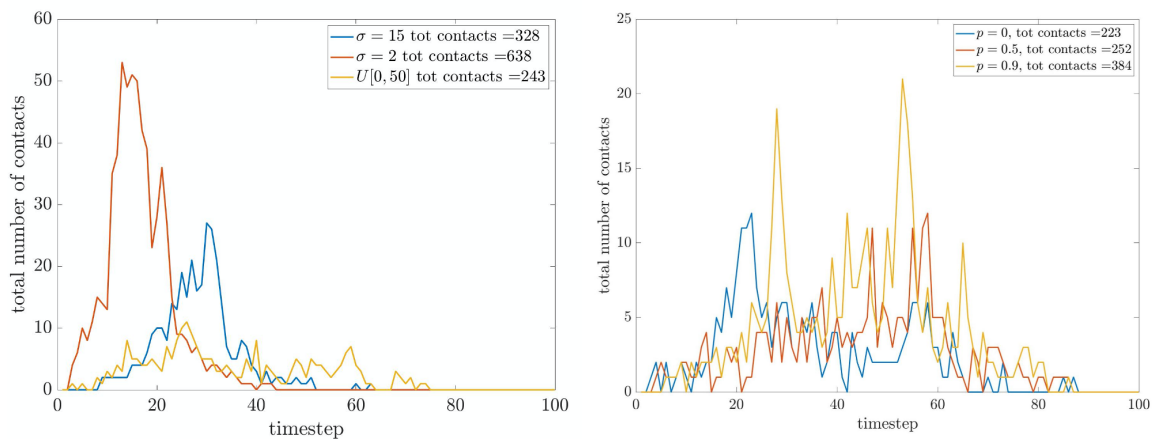 60
50
40
30
20
10
0
0 20 40 60 80 100
total number of contacts
timestep
σ = 15 tot contacts =328
σ = 2 tot contacts =638
U[0, 50] tot contacts =243
25
20
15
10
5
0
0 20 40 60 80 100
total number of contacts
timestep
p = 0, tot contacts =223
p = 0.5, tot contacts =252
p = 0.9, tot contacts =384